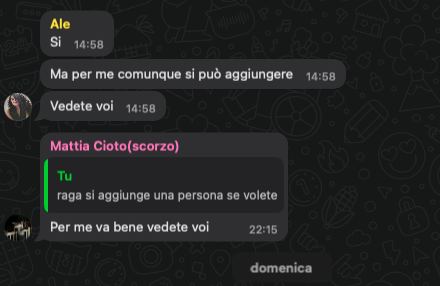 Ale
Si 14:58
Ma per me comunque si può aggiungere 14:58
Vedete voi 14:58
Mattia Cioto(scorzo)
Tu
raga si aggiunge una persona se volete
Per me va bene vedete voi 22:15
domenica